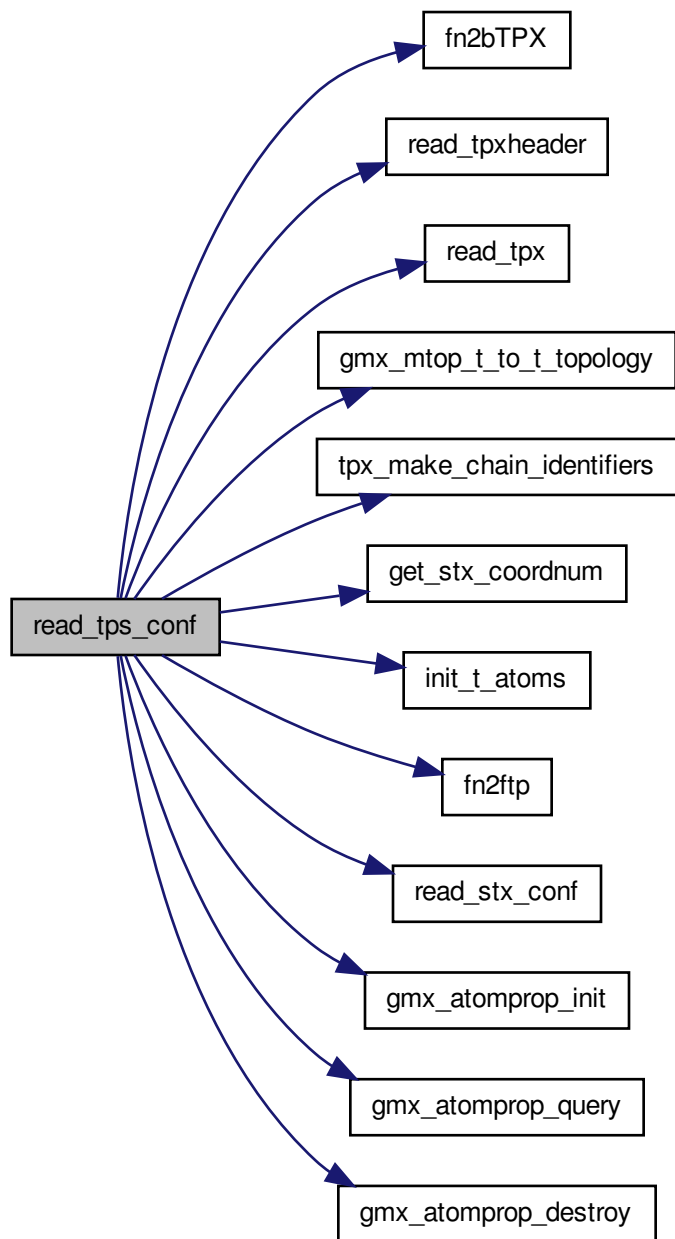 fn2bTPX
read_tpxheader
read_tpx
gmx_mtop_t_to_t_topology
tpx_make_chain_identifiers
get_stx_coordnum
read_tps_conf
init_t_atoms
fn2ftp
read_stx_conf
gmx_atomprop_init
gmx_atomprop_query
gmx_atomprop_destroy